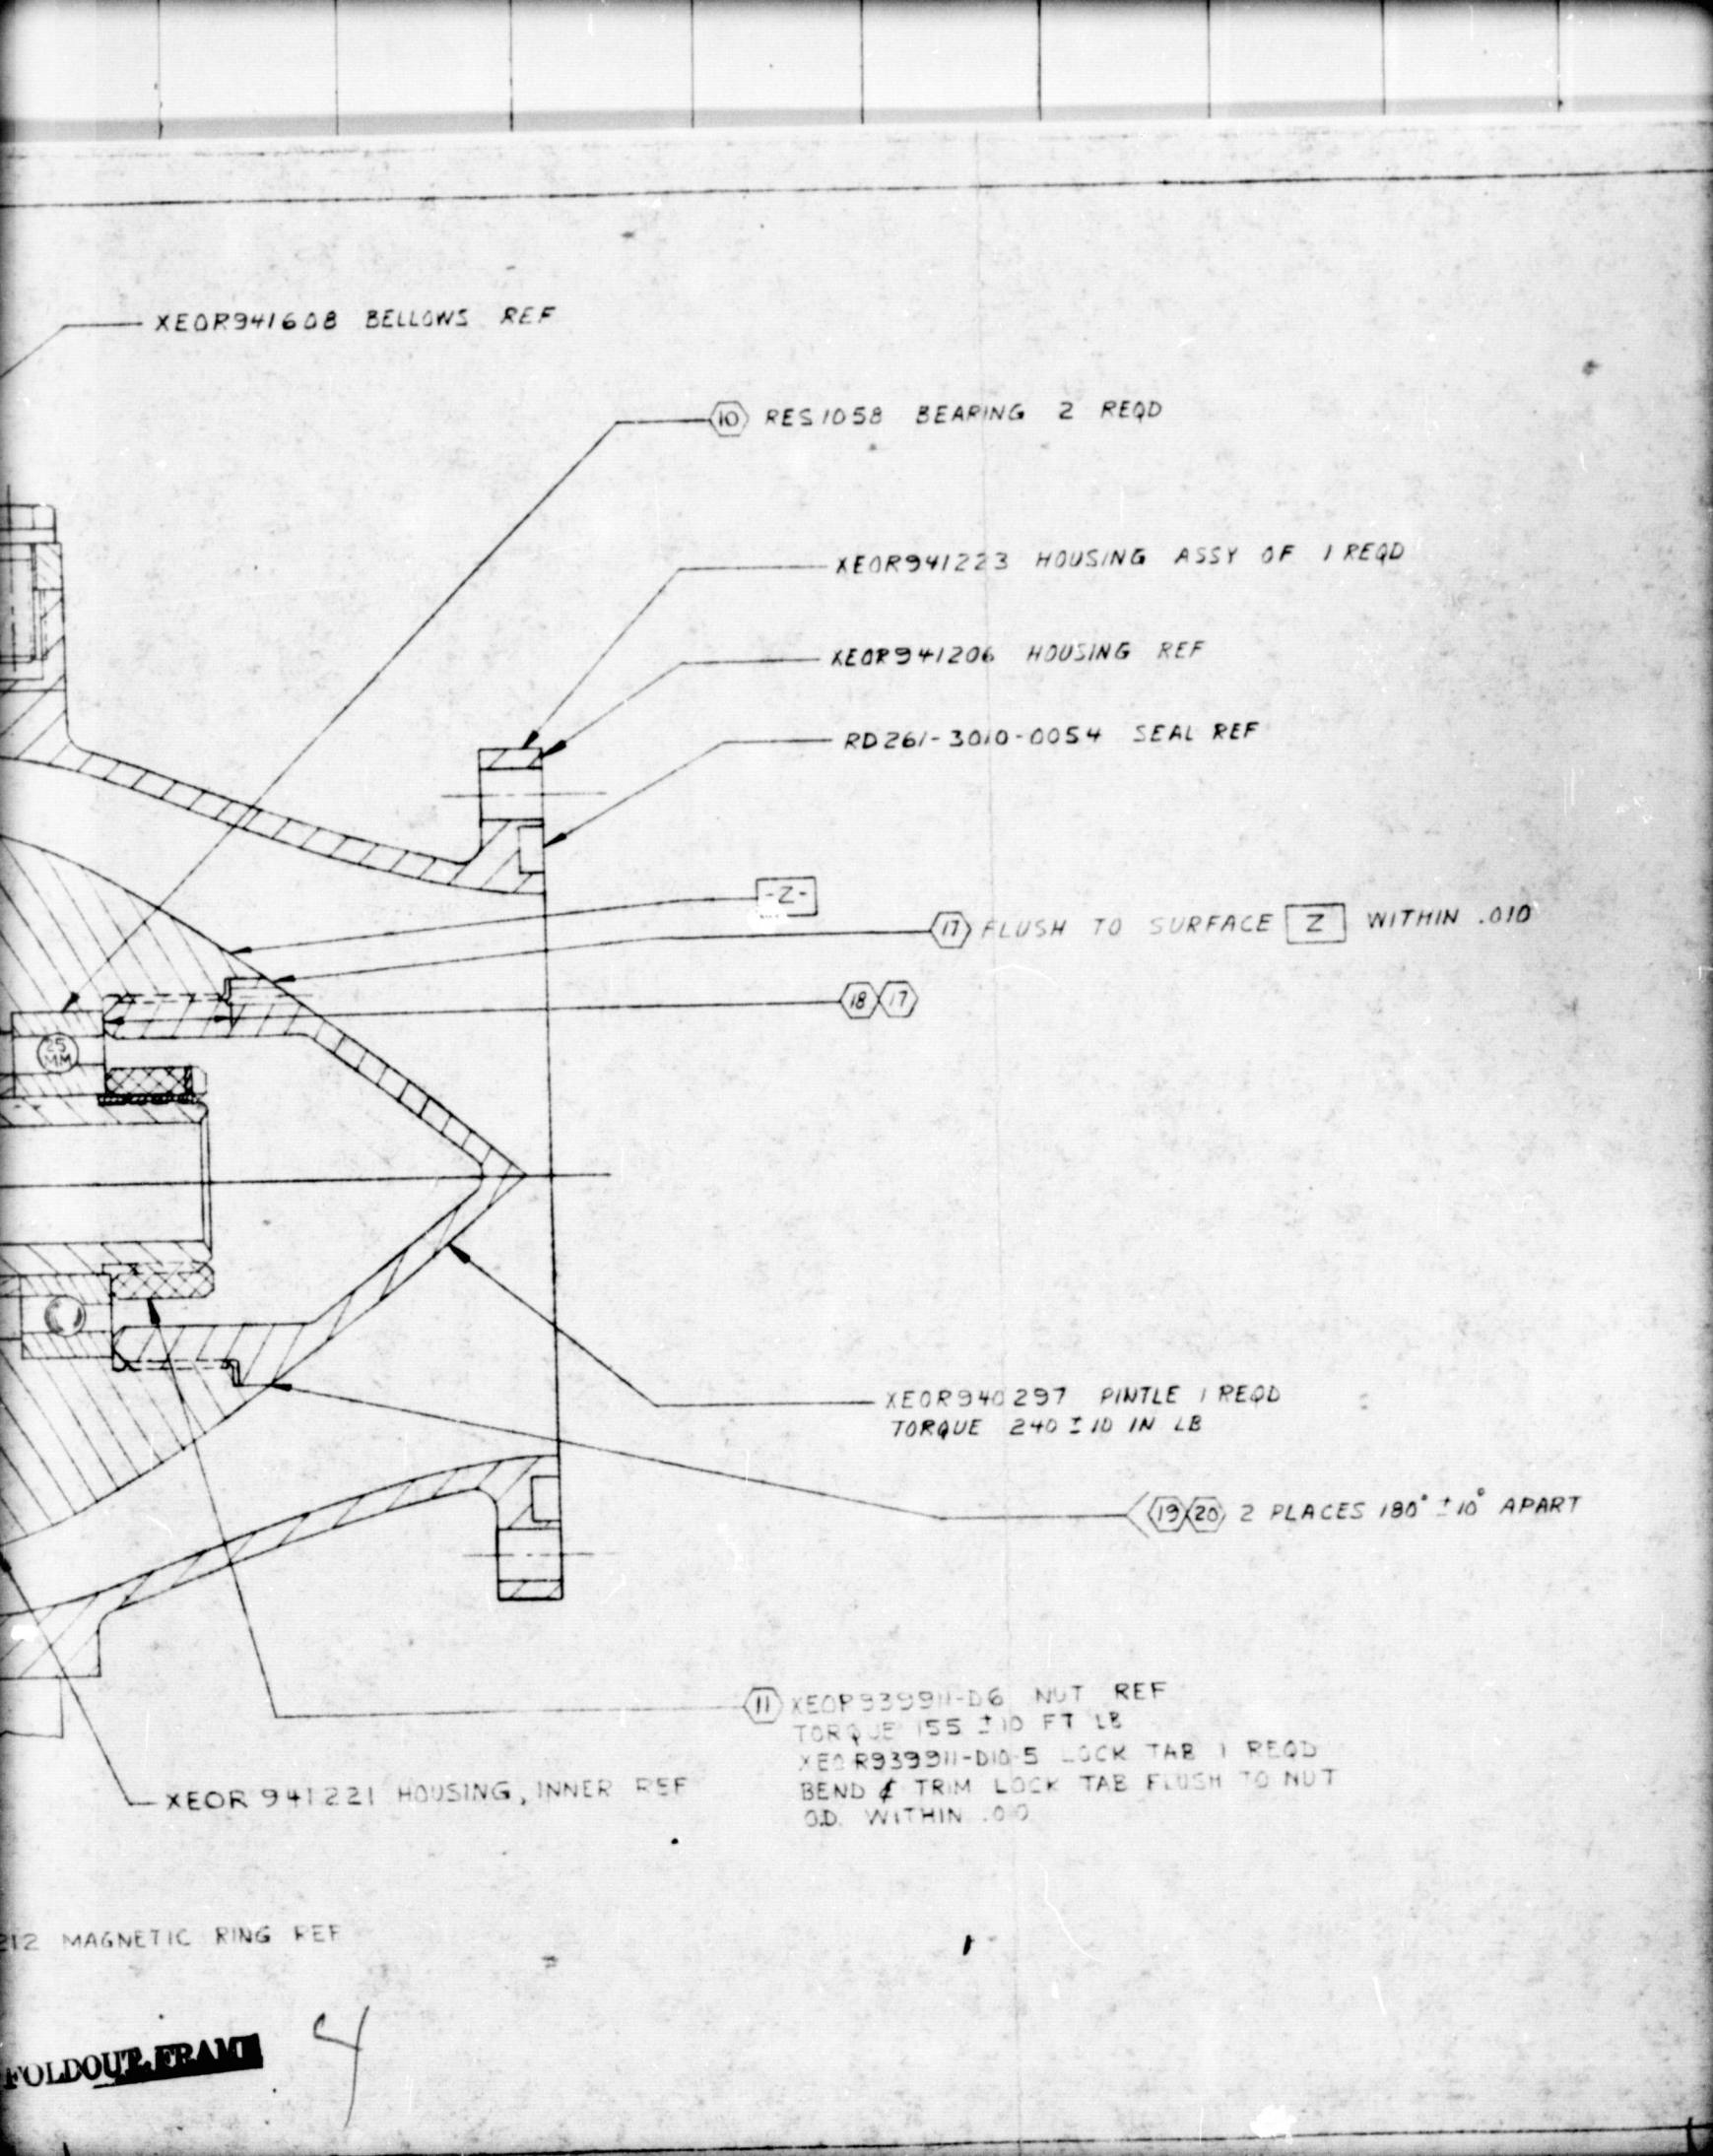 XEOR941608 BELLOWS REF
10 RES1058 BEARING 2 REQD
XEOR941223 HOUSING ASSY OF 1 REQD
XEOR941206 HOUSING REF
RD261-3010-0054 SEAL REF
-Z-
17 FLUSH TO SURFACE Z WITHIN .010
18 17
25
MM
XEOR940297 PINTLE 1 REQD
TORQUE 240 ± 10 IN LB
19 20 2 PLACES 180° ± 10° APART
11 XEOR939911-D6 NUT REF
TORQUE 155 ± 10 FT LB
XEOR939911-D10-5 LOCK TAB 1 REQD
BEND & TRIM LOCK TAB FLUSH TO NUT
O.D. WITHIN .010
XEOR941221 HOUSING, INNER REF
212 MAGNETIC RING REF
FOLDOUT FRAME 4